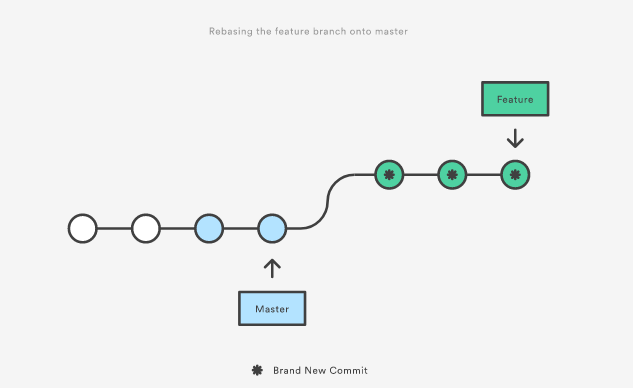 Rebasing the feature branch onto master
Feature
Master
Brand New Commit